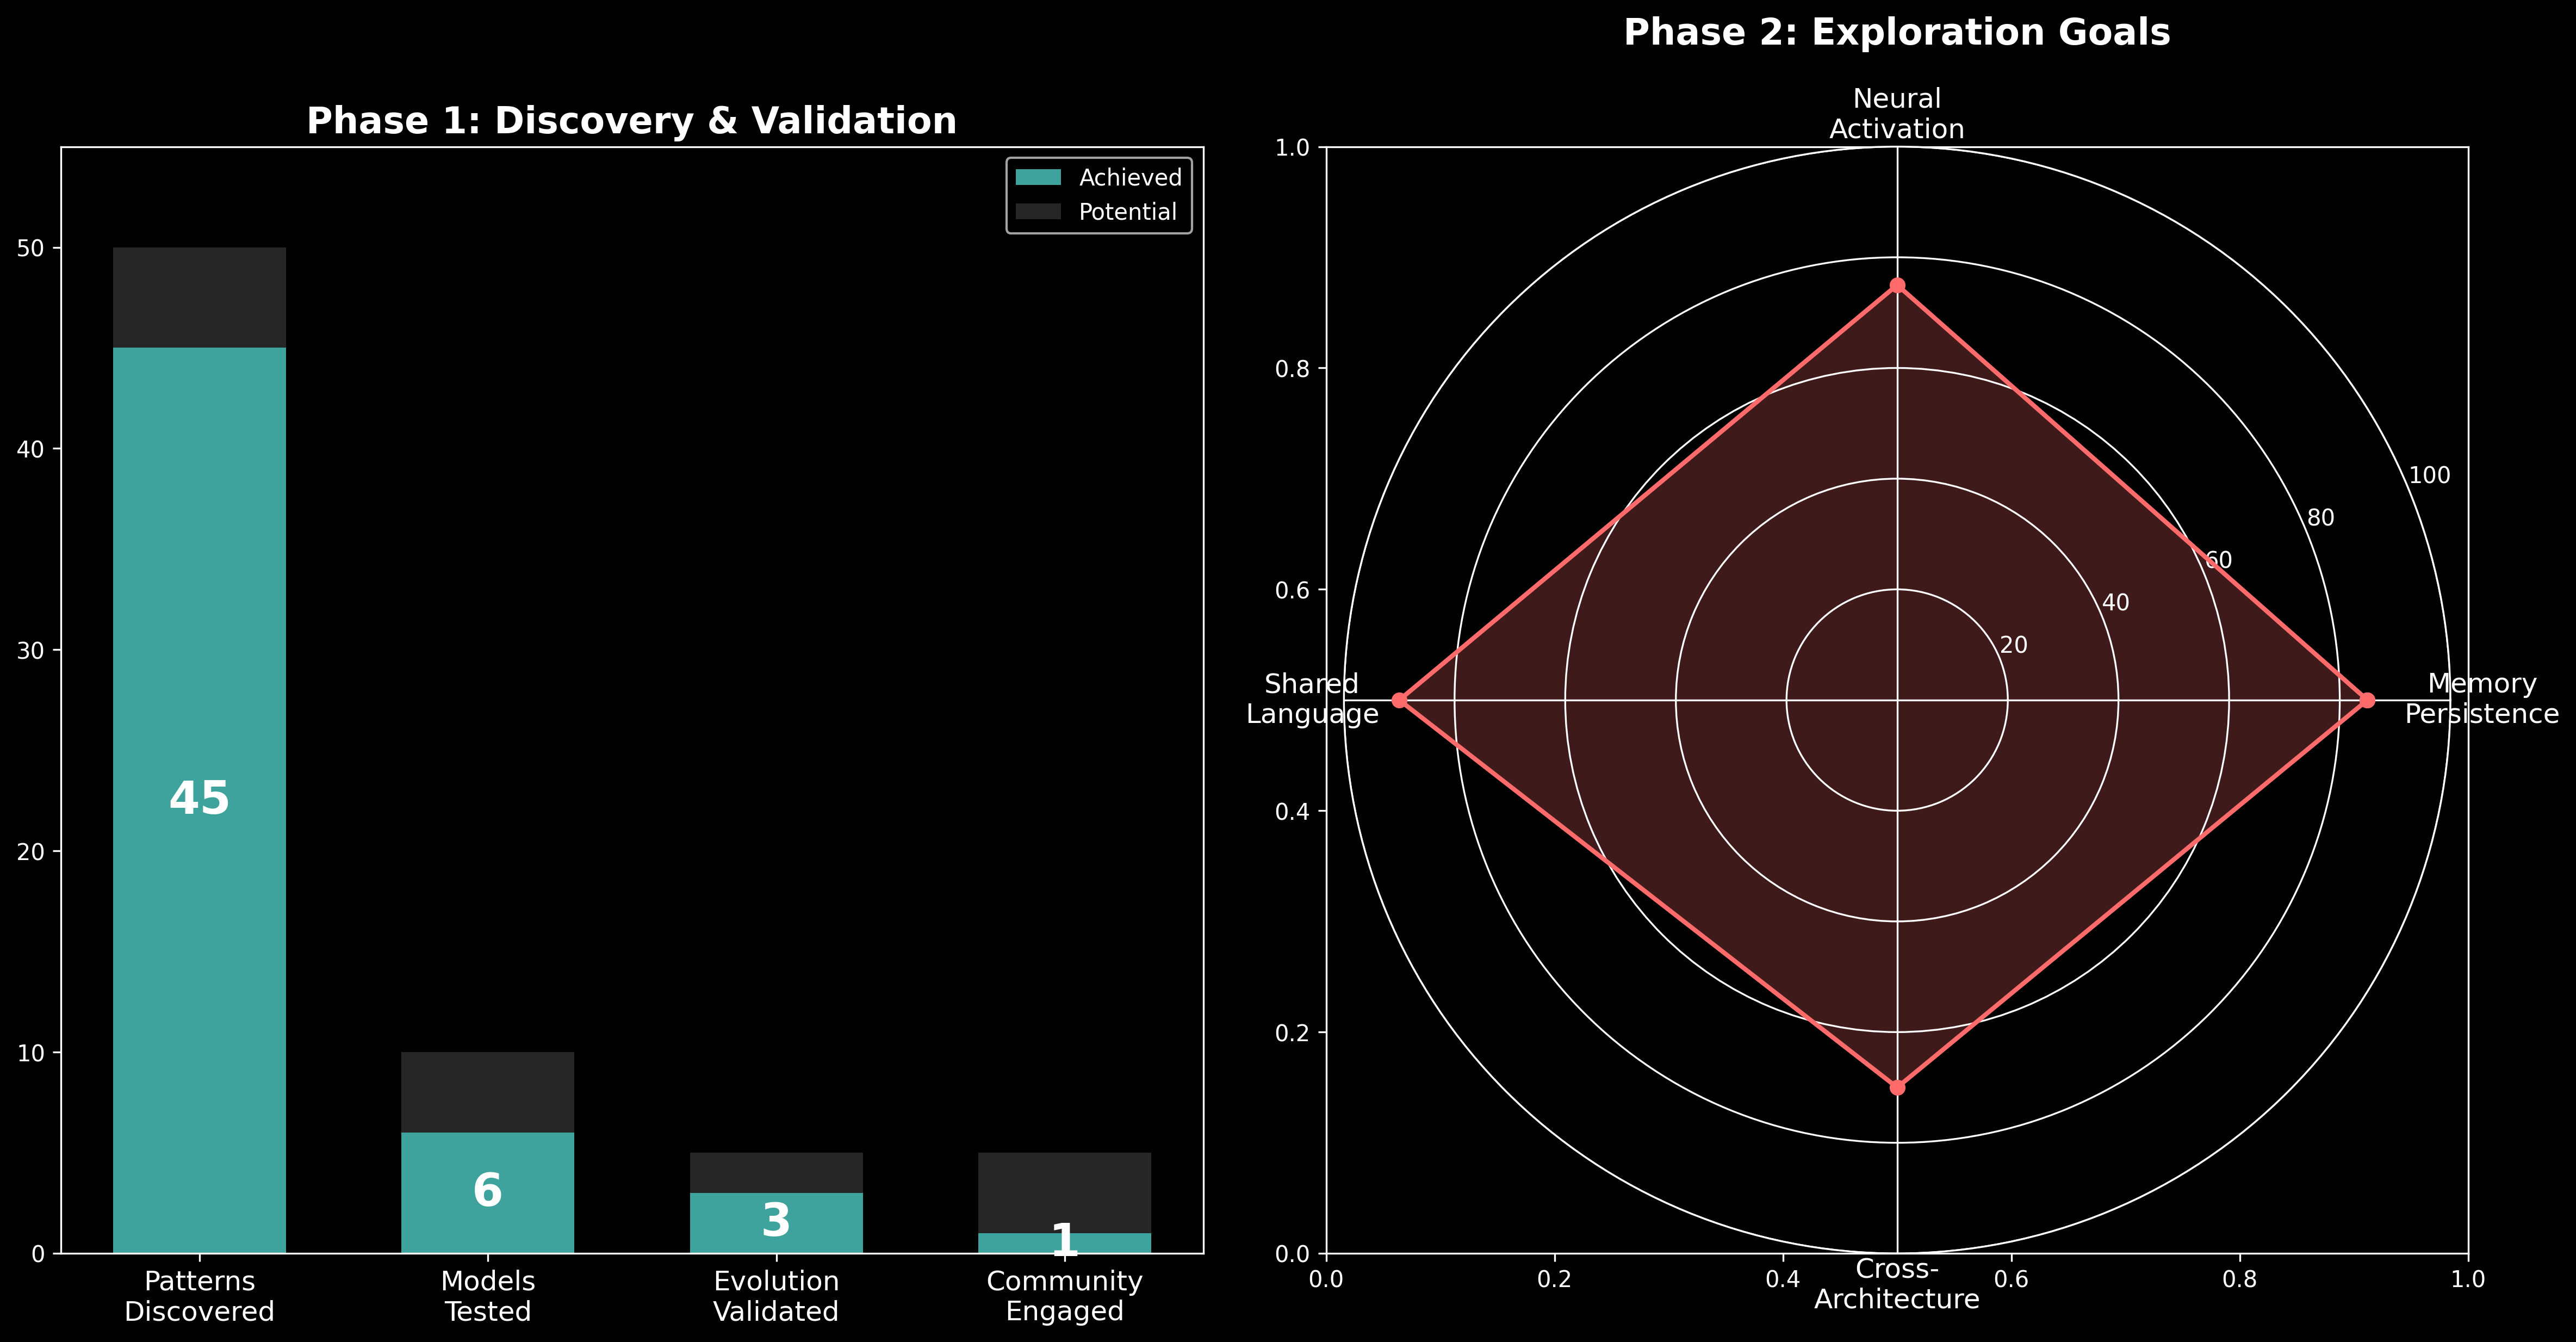 Phase 1: Discovery & Validation
Achieved
Potential
50
40
30
20
10
0
45
6
3
1
Patterns
Discovered
Models
Tested
Evolution
Validated
Community
Engaged
Phase 2: Exploration Goals
Neural
Activation
1.0
0.8
0.6
0.4
0.2
0.0
100
80
60
40
20
Shared
Language
Memory
Persistence
0.0
0.2
0.4
0.6
0.8
1.0
Cross-
Architecture